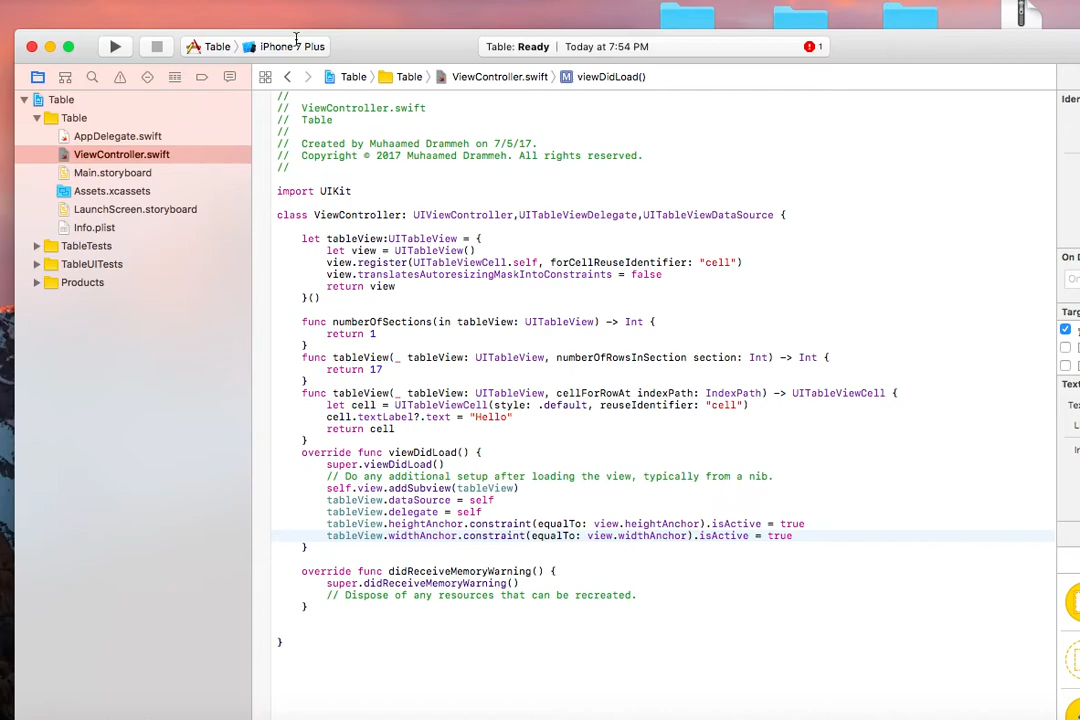 Table iPhone 7 Plus
Table: Ready | Today at 7:54 PM
1
Table Table ViewController.swift M viewDidLoad()
Table
Table
AppDelegate.swift
ViewController.swift
Main.storyboard
Assets.xcassets
LaunchScreen.storyboard
Info.plist
TableTests
TableUITests
Products
//
//  ViewController.swift
//  Table
//
//  Created by Muhaamed Drammeh on 7/5/17.
//  Copyright © 2017 Muhaamed Drammeh. All rights reserved.
//
import UIKit
class ViewController: UIViewController,UITableViewDelegate,UITableViewDataSource {
let tableView:UITableView = {
let view = UITableView()
view.register(UITableViewCell.self, forCellReuseIdentifier: "cell")
view.translatesAutoresizingMaskIntoConstraints = false
return view
}()
func numberOfSections(in tableView: UITableView) -> Int {
return 1
}
func tableView(_ tableView: UITableView, numberOfRowsInSection section: Int) -> Int {
return 17
}
func tableView(_ tableView: UITableView, cellForRowAt indexPath: IndexPath) -> UITableViewCell {
let cell = UITableViewCell(style: .default, reuseIdentifier: "cell")
cell.textLabel?.text = "Hello"
return cell
}
override func viewDidLoad() {
super.viewDidLoad()
// Do any additional setup after loading the view, typically from a nib.
self.view.addSubview(tableView)
tableView.dataSource = self
tableView.delegate = self
tableView.heightAnchor.constraint(equalTo: view.heightAnchor).isActive = true
tableView.widthAnchor.constraint(equalTo: view.widthAnchor).isActive = true
}
override func didReceiveMemoryWarning() {
super.didReceiveMemoryWarning()
// Dispose of any resources that can be recreated.
}
}
Iden
On D
Targ
Text
Te
L
In